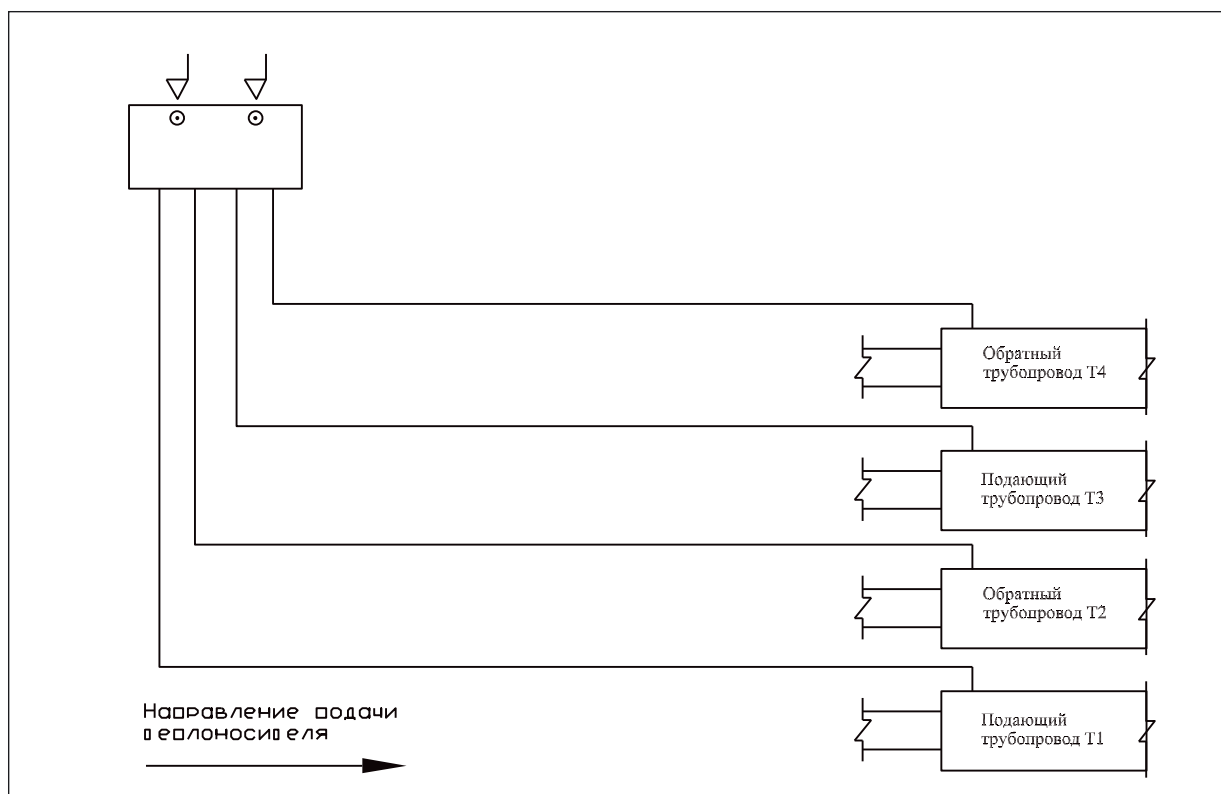 Обратный
трубопровод Т4
Подающий
трубопровод Т3
Обратный
трубопровод Т2
Подающий
трубопровод Т1
Направление подачи
теплоносителя